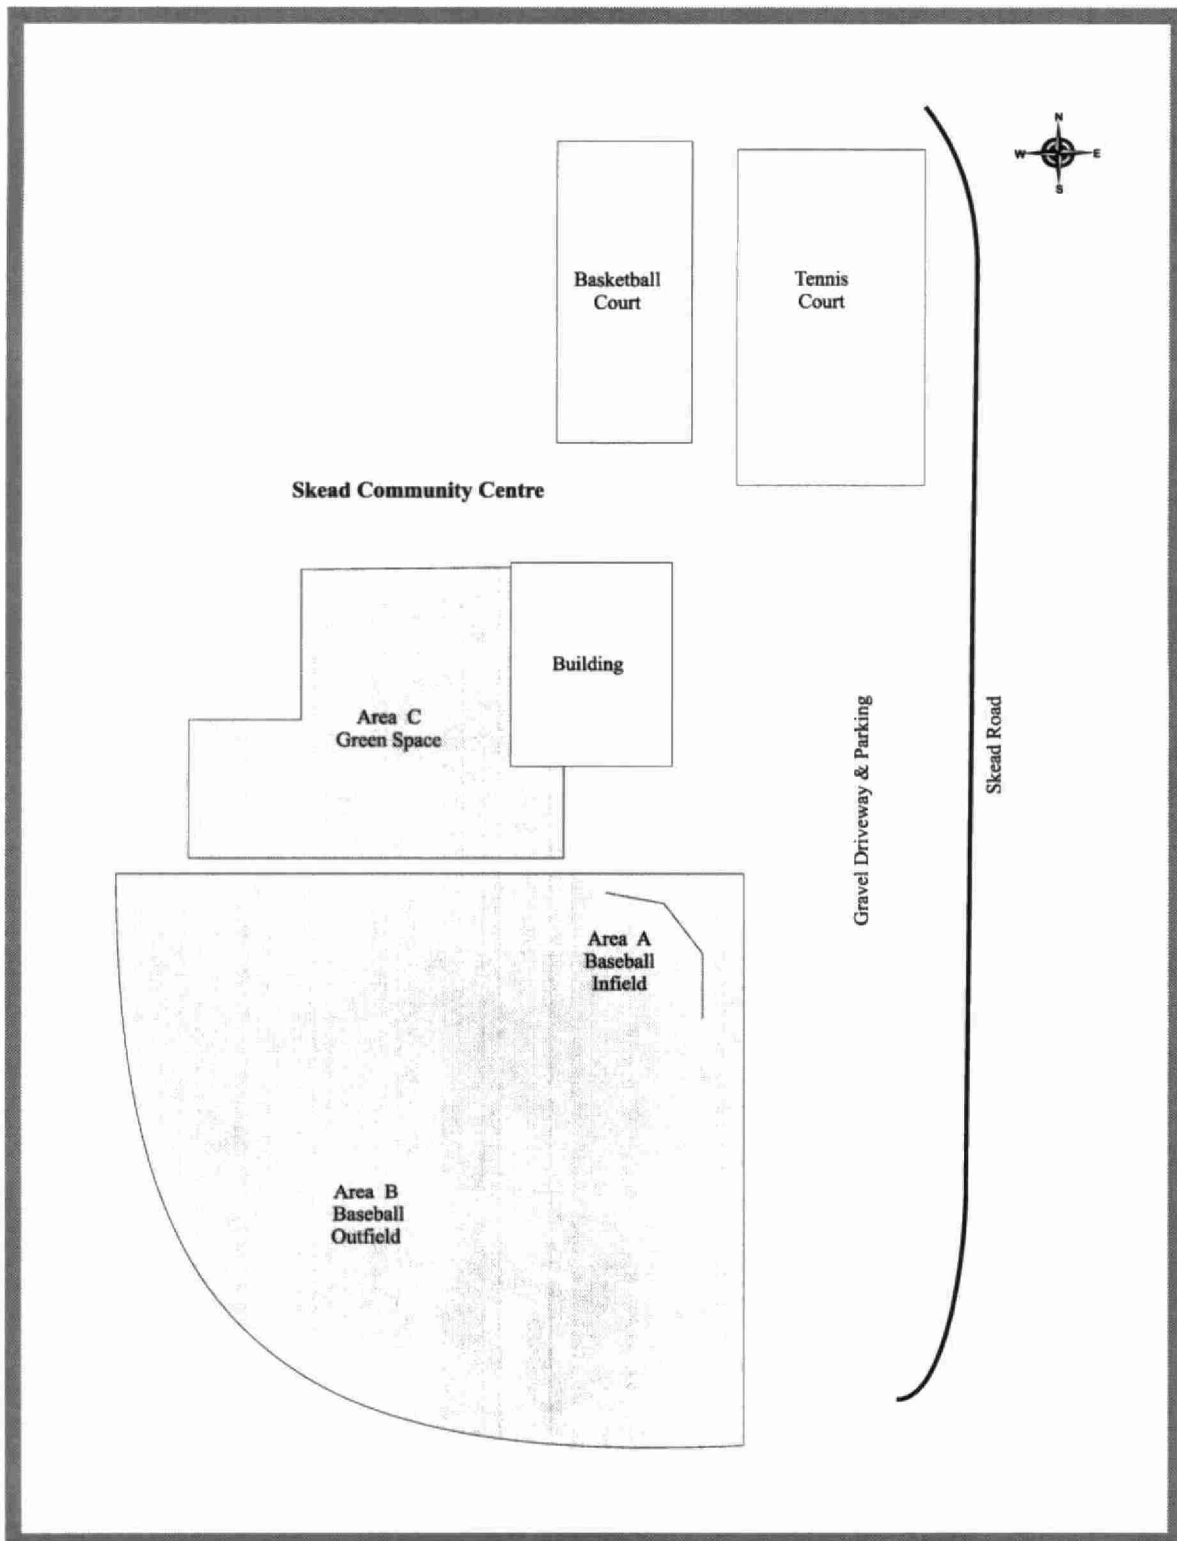 N
W E
S
Basketball
Court
Tennis
Court
Skead Community Centre
Building
Area C
Green Space
Gravel Driveway & Parking
Skead Road
Area A
Baseball
Infield
Area B
Baseball
Outfield